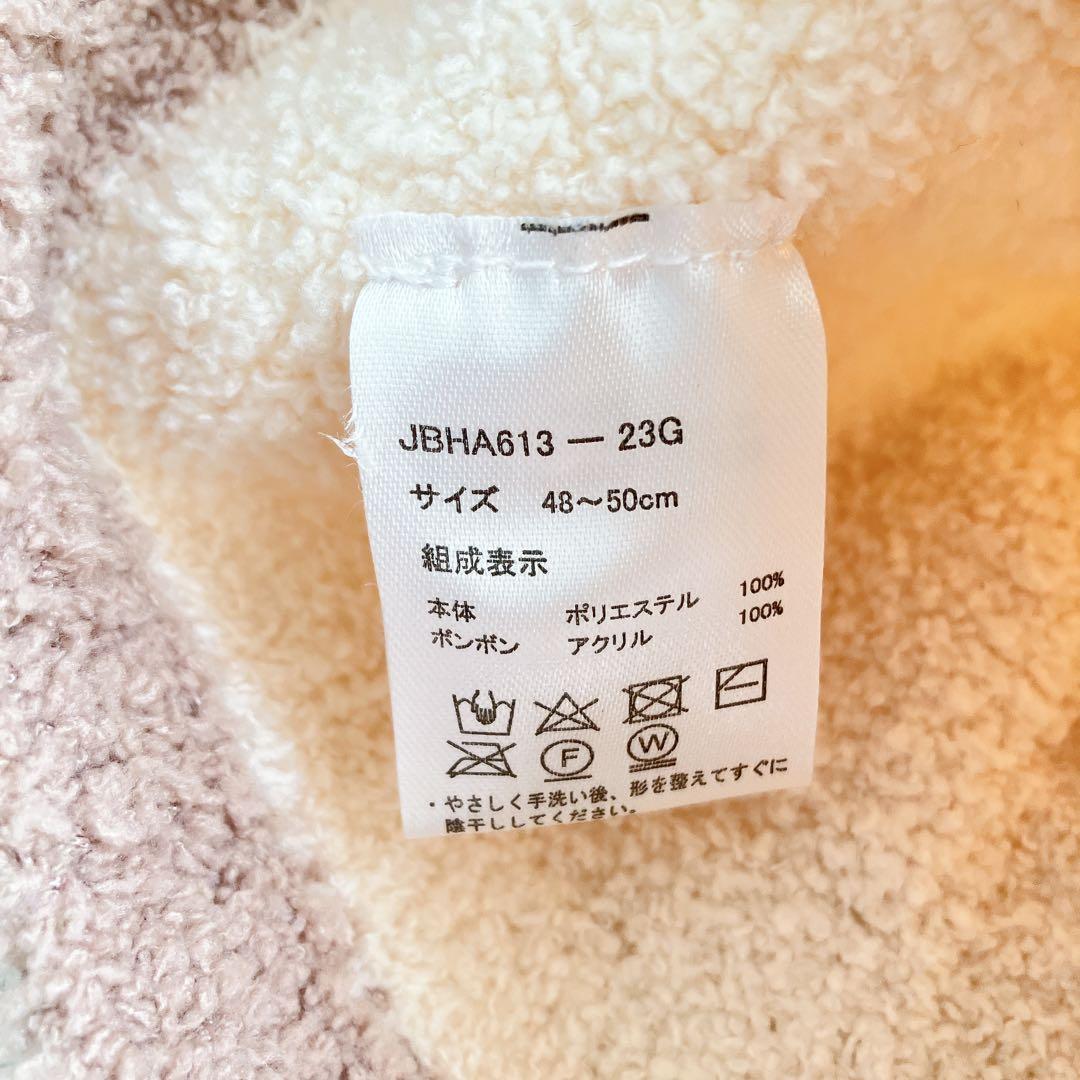 JBHA613 — 23G
サイズ 48～50cm
組成表示
本体 ポリエステル 100%
ポンポン アクリル 100%
F W
・やさしく手洗い後、形を整えてすぐに
陰干ししてください。